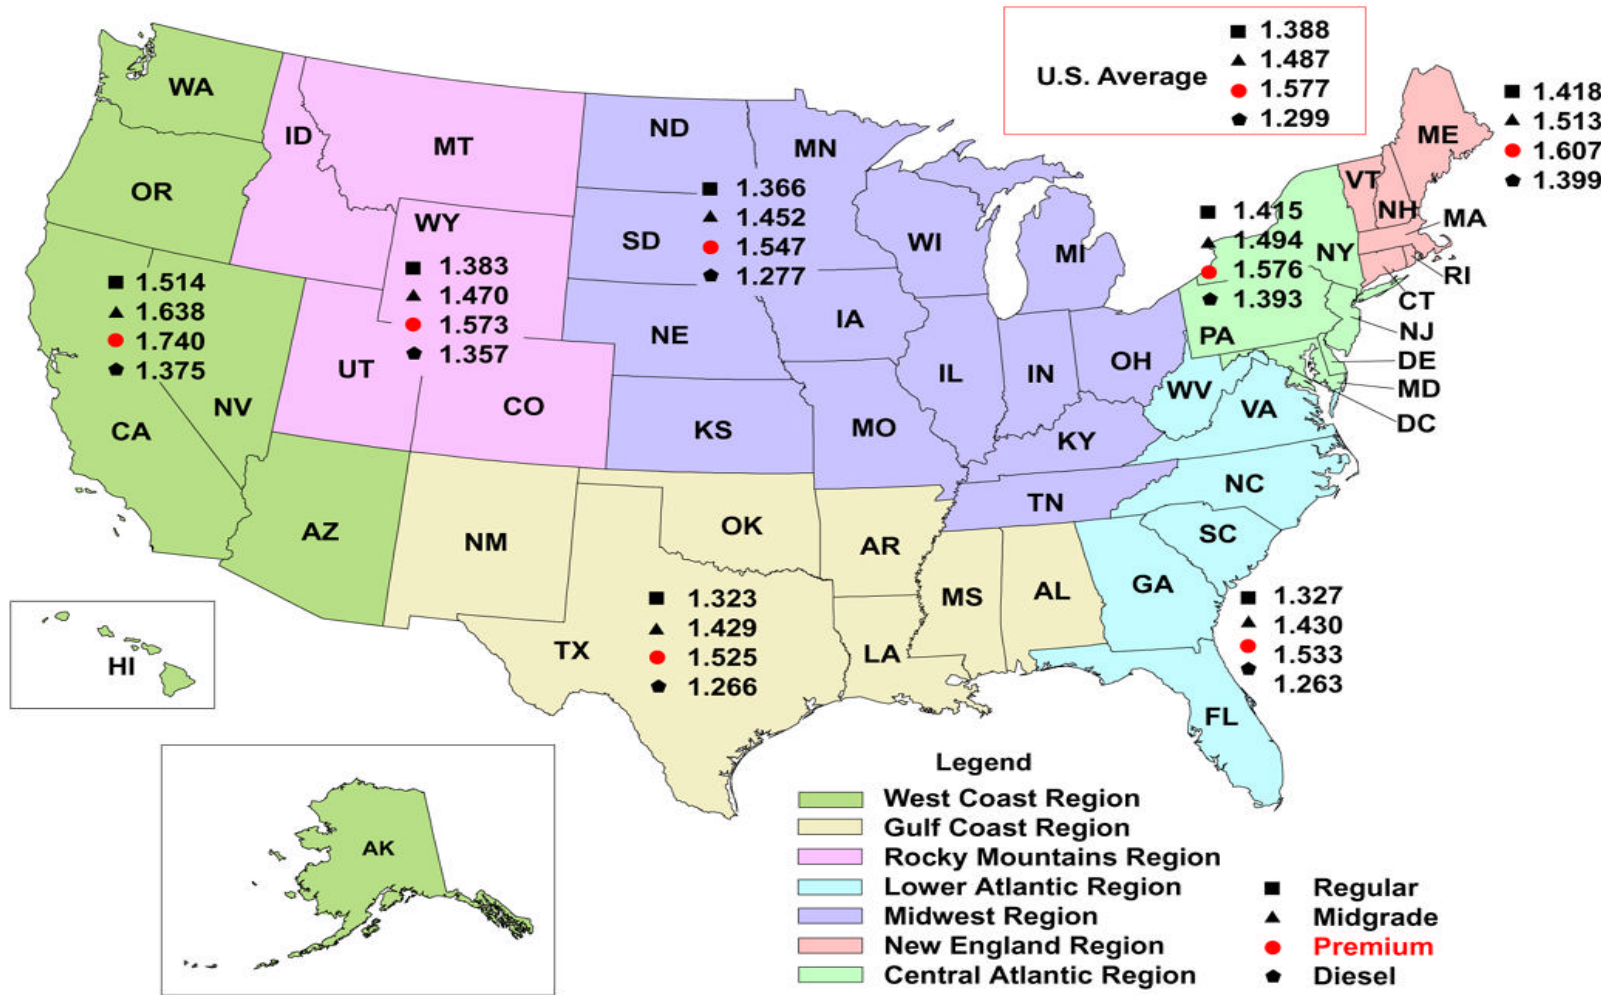 1.388
1.487
U.S. Average
1.577
1.299
WA
ID
MT
ND
MN
ME
1.418
1.513
1.607
1.399
OR
WY
SD
1.366
1.452
1.547
1.277
WI
MI
VT
NH
MA
NY
RI
CT
NJ
1.415
1.494
1.576
1.393
PA
DE
MD
DC
1.514
1.638
1.740
1.375
1.383
1.470
1.573
1.357
NE
IA
IL
IN
OH
UT
CO
NV
CA
KS
MO
KY
WV
VA
AZ
NM
OK
AR
TN
NC
SC
MS
AL
GA
TX
1.323
1.429
1.525
1.266
LA
1.327
1.430
1.533
1.263
FL
HI
AK
Legend
West Coast Region
Gulf Coast Region
Rocky Mountains Region
Lower Atlantic Region
Midwest Region
New England Region
Central Atlantic Region
Regular
Midgrade
Premium
Diesel